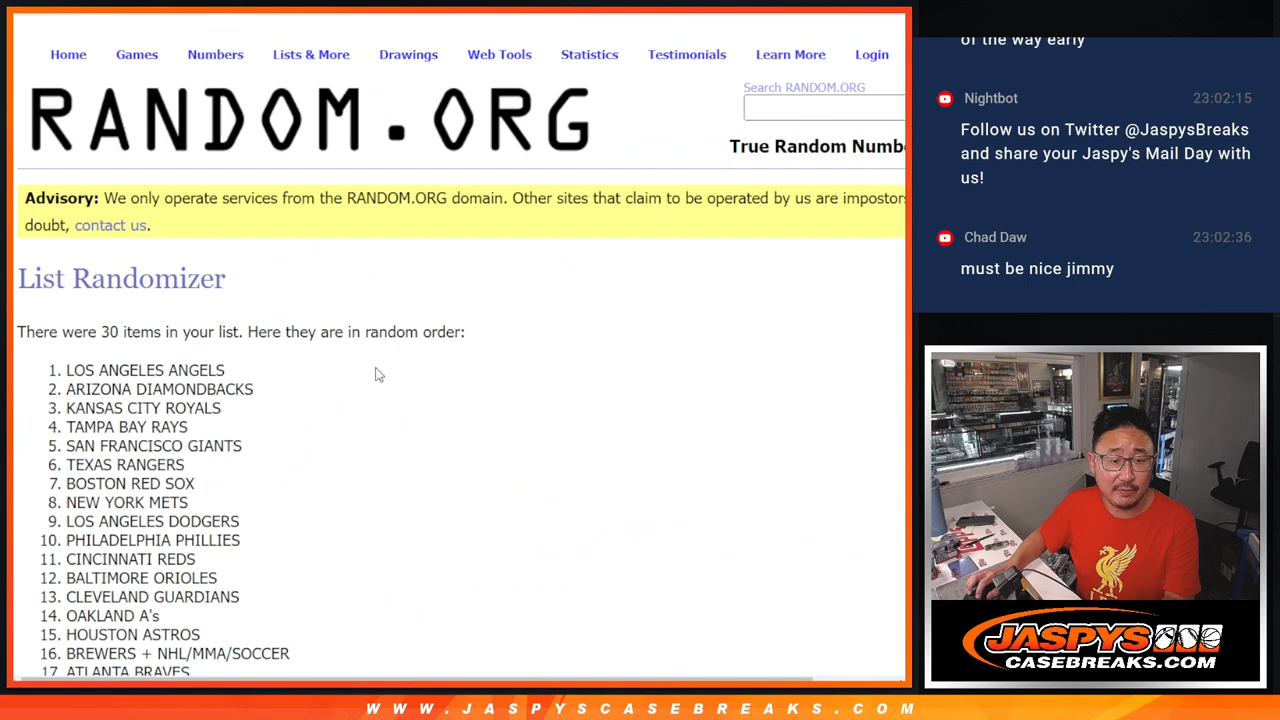 Home Games Numbers Lists & More Drawings Web Tools Statistics Testimonials Learn More Login
RANDOM.ORG
Search RANDOM.ORG
True Random Numbe
Advisory: We only operate services from the RANDOM.ORG domain. Other sites that claim to be operated by us are impostors
doubt, contact us.
List Randomizer
There were 30 items in your list. Here they are in random order:
1. LOS ANGELES ANGELS
2. ARIZONA DIAMONDBACKS
3. KANSAS CITY ROYALS
4. TAMPA BAY RAYS
5. SAN FRANCISCO GIANTS
6. TEXAS RANGERS
7. BOSTON RED SOX
8. NEW YORK METS
9. LOS ANGELES DODGERS
10. PHILADELPHIA PHILLIES
11. CINCINNATI REDS
12. BALTIMORE ORIOLES
13. CLEVELAND GUARDIANS
14. OAKLAND A's
15. HOUSTON ASTROS
16. BREWERS + NHL/MMA/SOCCER
17. ATLANTA BRAVES
of the way early
Nightbot 23:02:15
Follow us on Twitter @JaspysBreaks
and share your Jaspy's Mail Day with
us!
Chad Daw 23:02:36
must be nice jimmy
JASPYS
CASEBREAKS.COM
WWW.JASPYSCASEBREAKS.COM